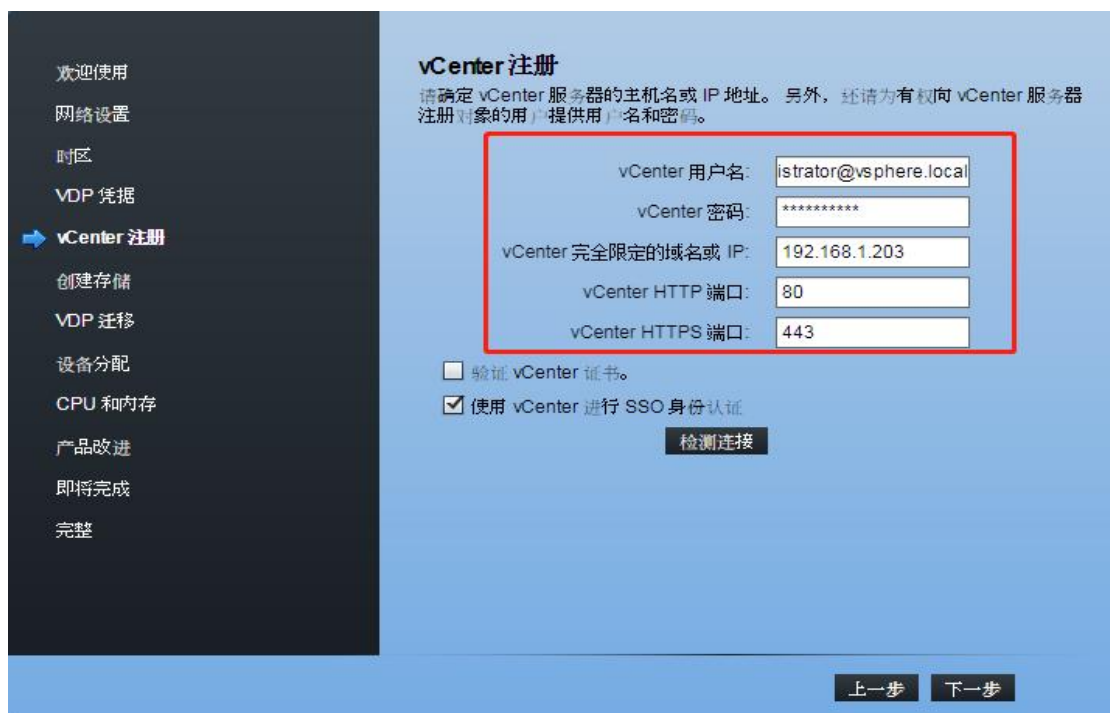 欢迎使用
网络设置
时区
VDP 凭据
vCenter 注册
创建存储
VDP 迁移
设备分配
CPU 和内存
产品改进
即将完成
完整
vCenter 注册
请确定 vCenter 服务器的主机名或 IP 地址。 另外，还请为有权向 vCenter 服务器
注册对象的用户提供用户名和密码。
vCenter 用户名: istrator@vsphere.local
vCenter 密码: **********
vCenter 完全限定的域名或 IP: 192.168.1.203
vCenter HTTP 端口: 80
vCenter HTTPS 端口: 443
验证 vCenter 证书。
使用 vCenter 进行 SSO 身份认证
检测连接
上一步 下一步